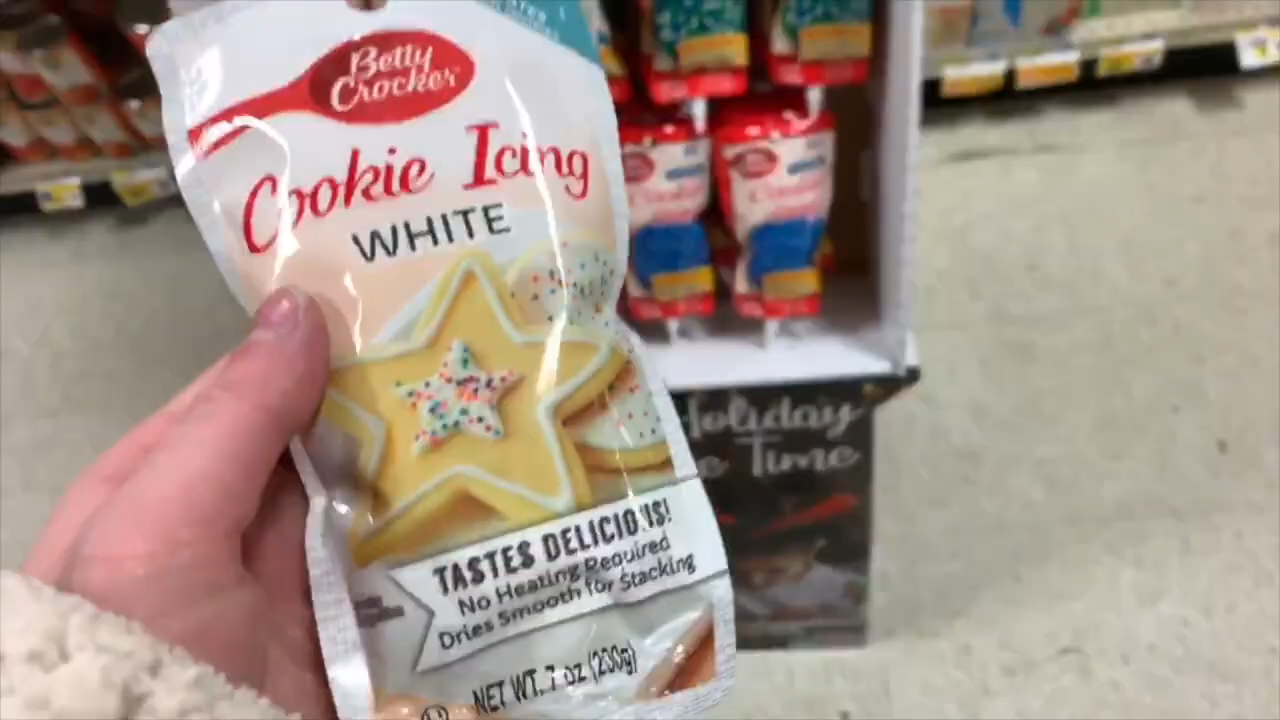 Betty
Crocker
Cookie Icing
WHITE
TASTES DELICIOUS!
No Heating Required
Dries Smooth for Stacking
NET WT. 7 oz (200g)
Holiday
Time